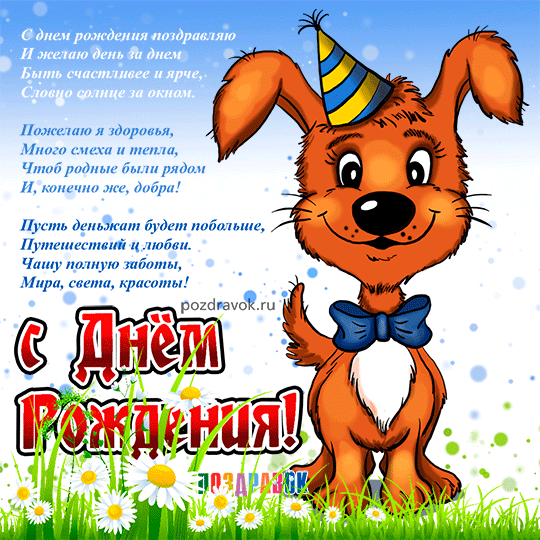 С днем рождения поздравляю
И желаю день за днем
Быть счастливее и ярче,
Словно солнце за окном.
Пожелаю я здоровья,
Много смеха и тепла,
Чтоб родные были рядом
И, конечно же, добра!
Пусть деньжат будет побольше,
Путешествий и любви.
Чашу полную заботы,
Мира, света, красоты!
pozdravok.ru
с Днём
Рождения!
ПОЗДРАВОК